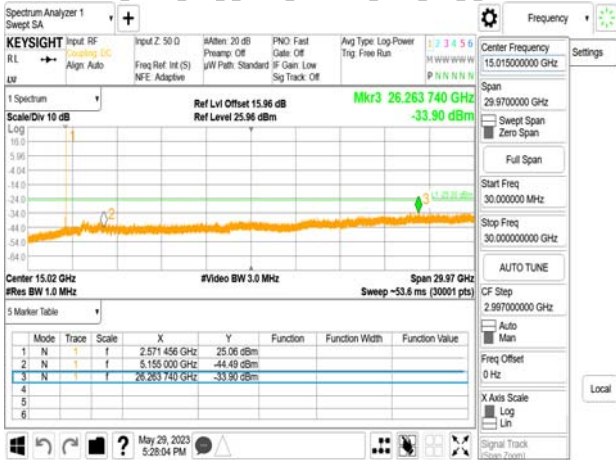 Spectrum Analyzer 1
Swept SA
Frequency
KEYSIGHT
RL
Input: RF
Coupling: DC
Align: Auto
Input Z: 50 Ω
Freq Ref: Int (S)
NFE: Adaptive
#Atten: 20 dB
Preamp: Off
µW Path: Standard
PNO: Fast
Gate: Off
IF Gain: Low
Sig Track: Off
Avg Type: Log-Power
Trig: Free Run
1 2 3 4 5 6
M W W W W W
P N N N N N
Center Frequency
15.015000000 GHz
Settings
1 Spectrum
Scale/Div 10 dB
Ref Lvl Offset 15.96 dB
Ref Level 25.96 dBm
Mkr3 26.263 740 GHz
-33.90 dBm
Span
29.9700000 GHz
Swept Span
Zero Span
Full Span
Start Freq
30.000000 MHz
Stop Freq
30.000000000 GHz
AUTO TUNE
CF Step
2.997000000 GHz
Auto
Man
Freq Offset
0 Hz
X Axis Scale
Log
Lin
Signal Track
(Span Zoom)
Local
Log
16.0
5.96
-4.04
-14.0
-24.0
-34.0
-44.0
-54.0
-64.0
1
2
3
Center 15.02 GHz
#Res BW 1.0 MHz
#Video BW 3.0 MHz
Span 29.97 GHz
Sweep ~53.6 ms (30001 pts)
5 Marker Table
Mode Trace Scale X Y Function Function Width Function Value
1 N 1 f 2.571 456 GHz 25.06 dBm
2 N 1 f 5.155 000 GHz -44.49 dBm
3 N 1 f 26.263 740 GHz -33.90 dBm
4
5
6
May 29, 2023
5:28:04 PM